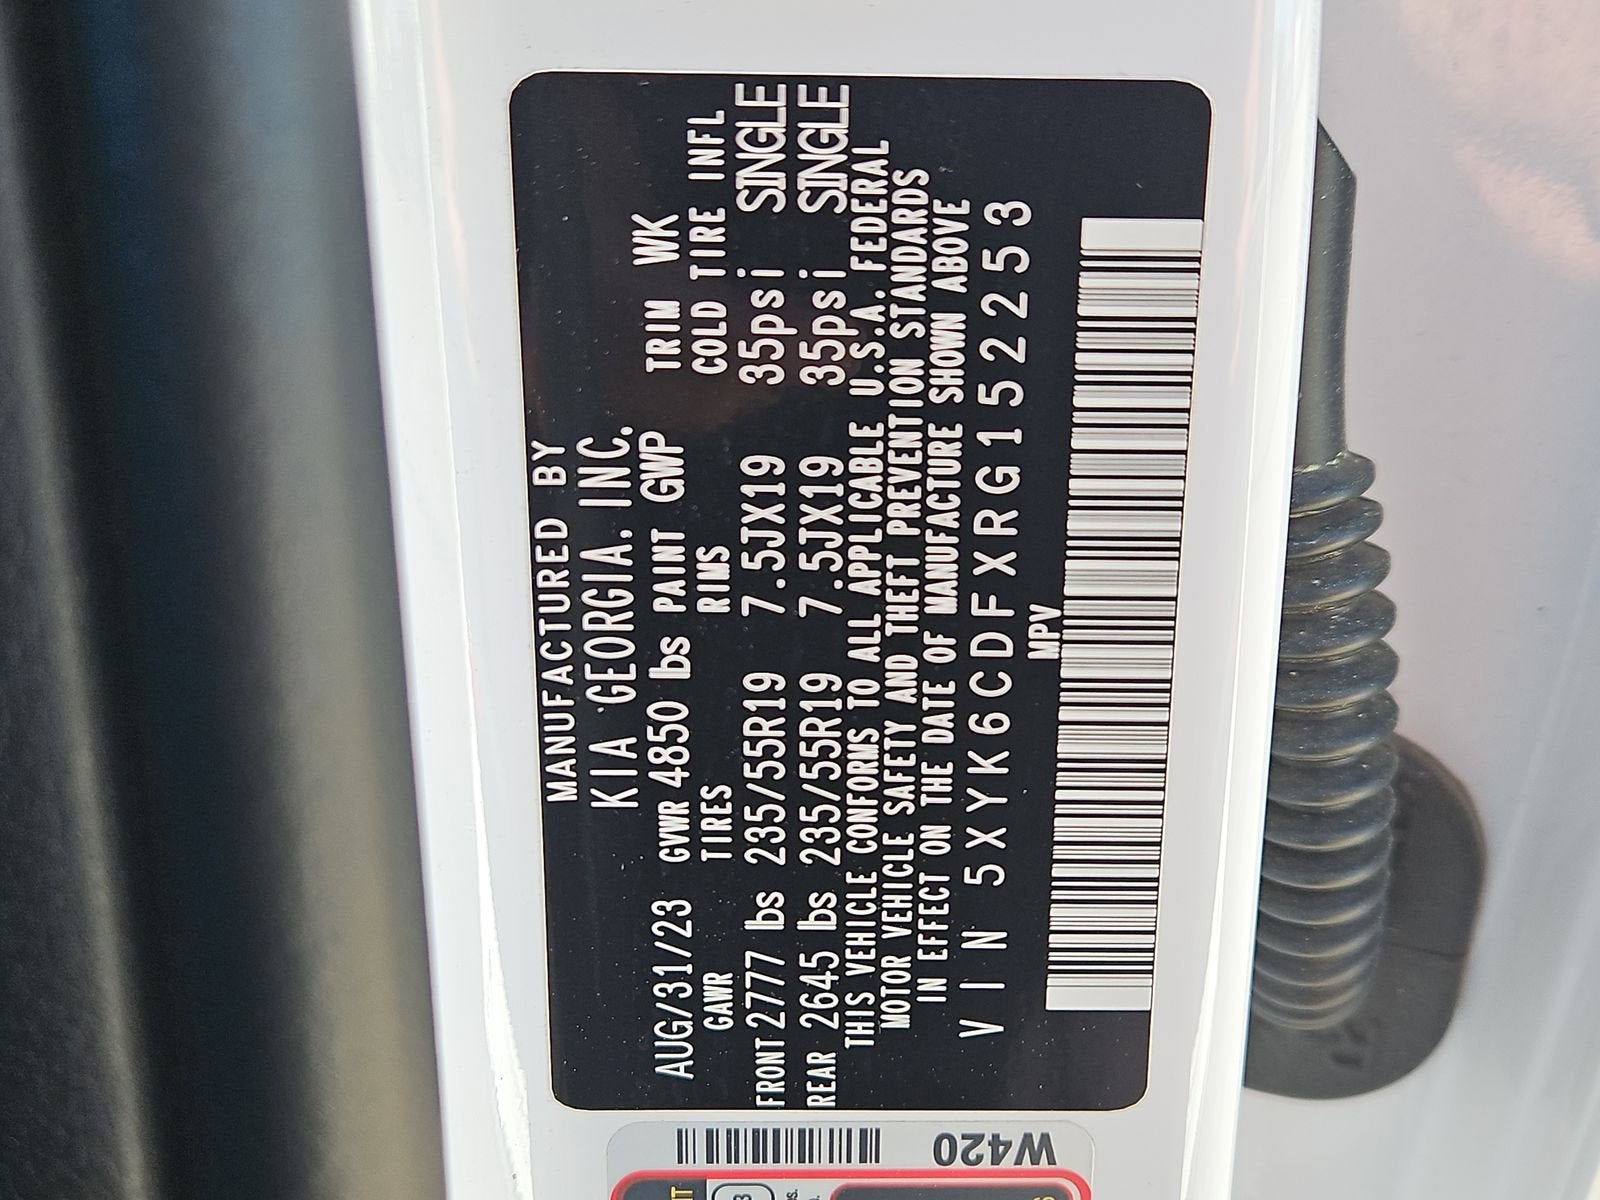 MANUFACTURED BY
KIA GEORGIA, INC.
AUG/31/23 GVWR 4850 lbs PAINT GWP TRIM WK
GAWR TIRES RIMS COLD TIRE INFL
FRONT 2777 lbs 235/55R19 7.5JX19 35psi SINGLE
REAR 2645 lbs 235/55R19 7.5JX19 35psi SINGLE
THIS VEHICLE CONFORMS TO ALL APPLICABLE U.S.A. FEDERAL
MOTOR VEHICLE SAFETY AND THEFT PREVENTION STANDARDS
IN EFFECT ON THE DATE OF MANUFACTURE SHOWN ABOVE
VIN 5XYK6CDFXRG152253
MPV
W420